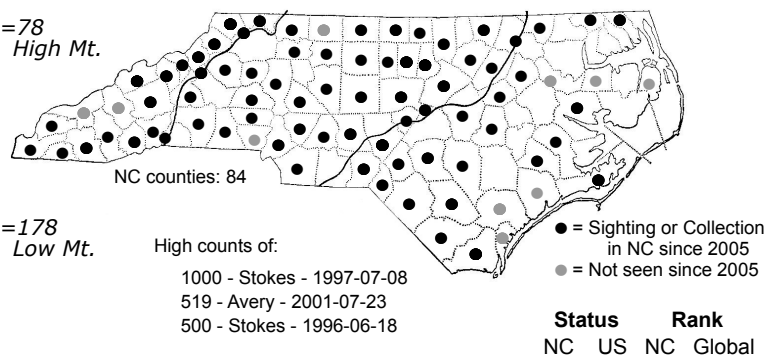 =78
High Mt.
NC counties: 84
=178
Low Mt.
High counts of:
1000 - Stokes - 1997-07-08
519 - Avery - 2001-07-23
500 - Stokes - 1996-06-18
● = Sighting or Collection
in NC since 2005
● = Not seen since 2005
Status Rank
NC US NC Global